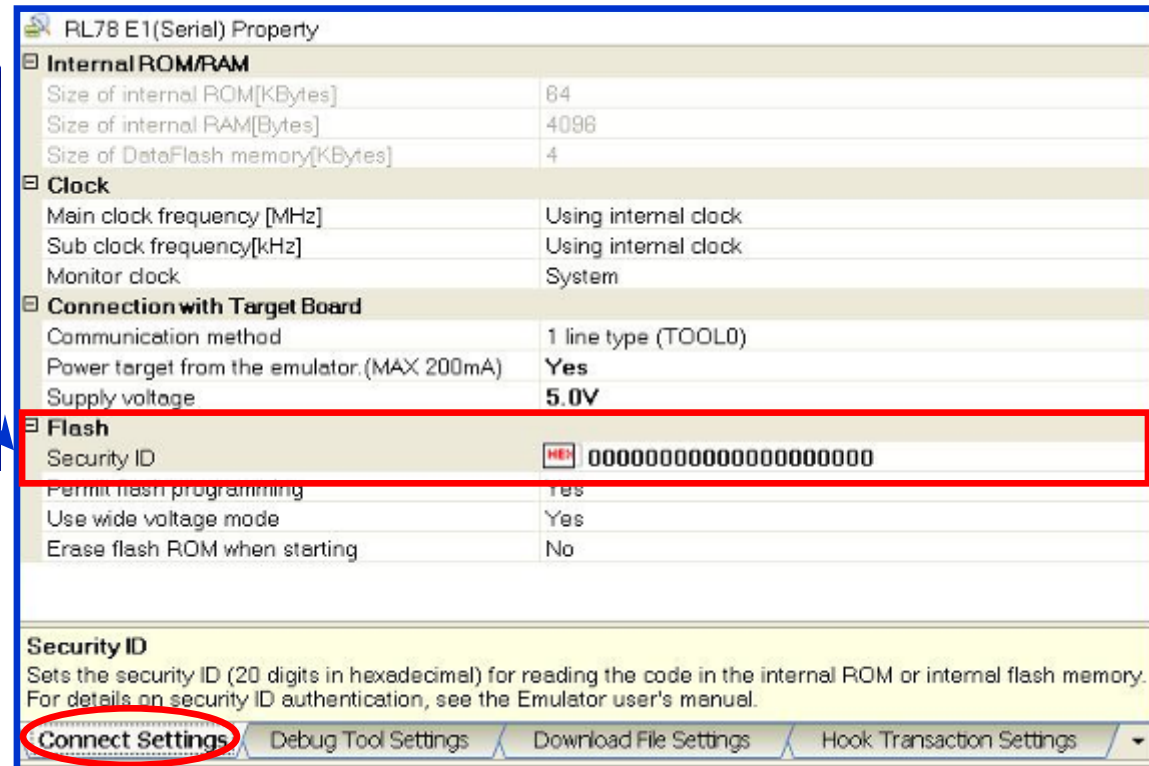 RL78 E1(Serial) Property
Internal ROM/RAM
Size of internal ROM[KBytes] 64
Size of internal RAM[Bytes] 4096
Size of DataFlash memory[KBytes] 4
Clock
Main clock frequency [MHz] Using internal clock
Sub clock frequency[kHz] Using internal clock
Monitor clock System
Connection with Target Board
Communication method 1 line type (TOOL0)
Power target from the emulator.(MAX 200mA) Yes
Supply voltage 5.0V
Flash
Security ID HEX 00000000000000000000
Permit flash programming Yes
Use wide voltage mode Yes
Erase flash ROM when starting No
Security ID
Sets the security ID (20 digits in hexadecimal) for reading the code in the internal ROM or internal flash memory.
For details on security ID authentication, see the Emulator user's manual.
Connect Settings Debug Tool Settings Download File Settings Hook Transaction Settings